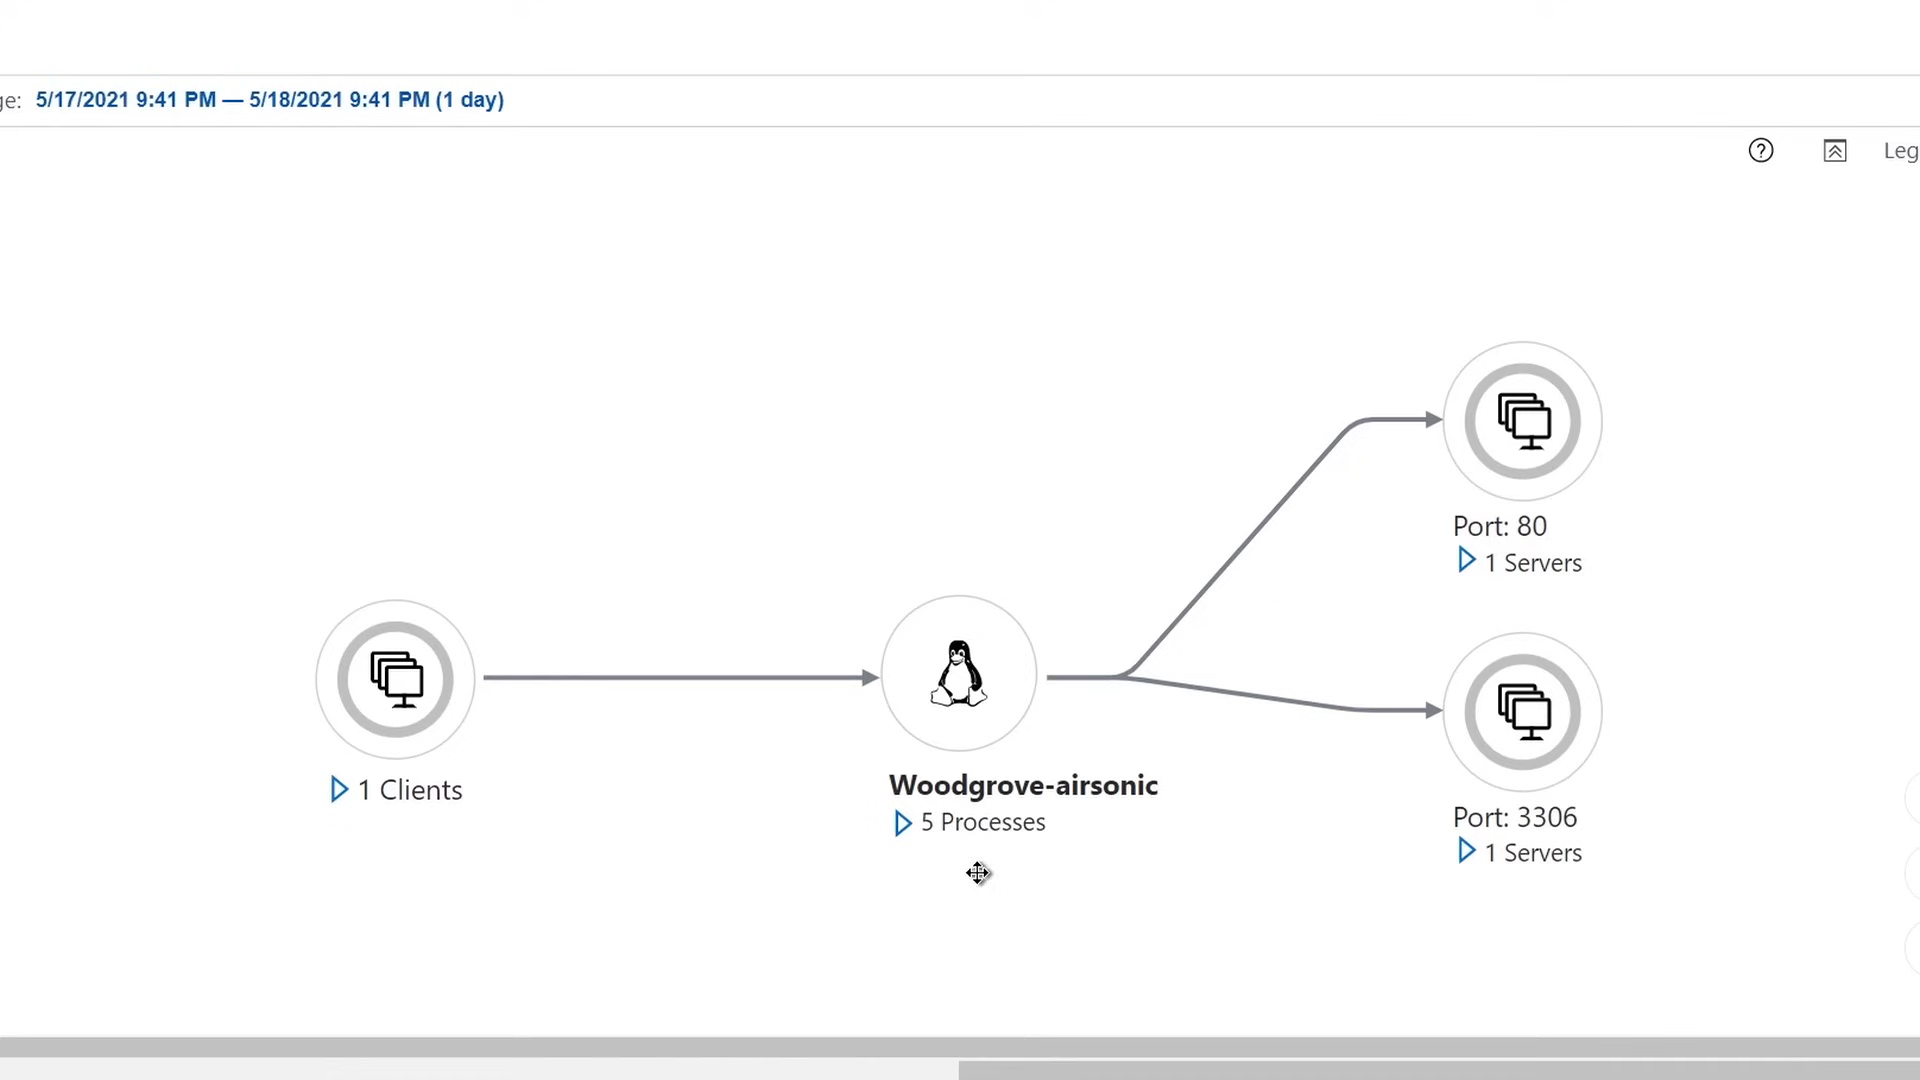 ge: 5/17/2021 9:41 PM — 5/18/2021 9:41 PM (1 day)
Leg
Port: 80
1 Servers
1 Clients
Woodgrove-airsonic
5 Processes
Port: 3306
1 Servers